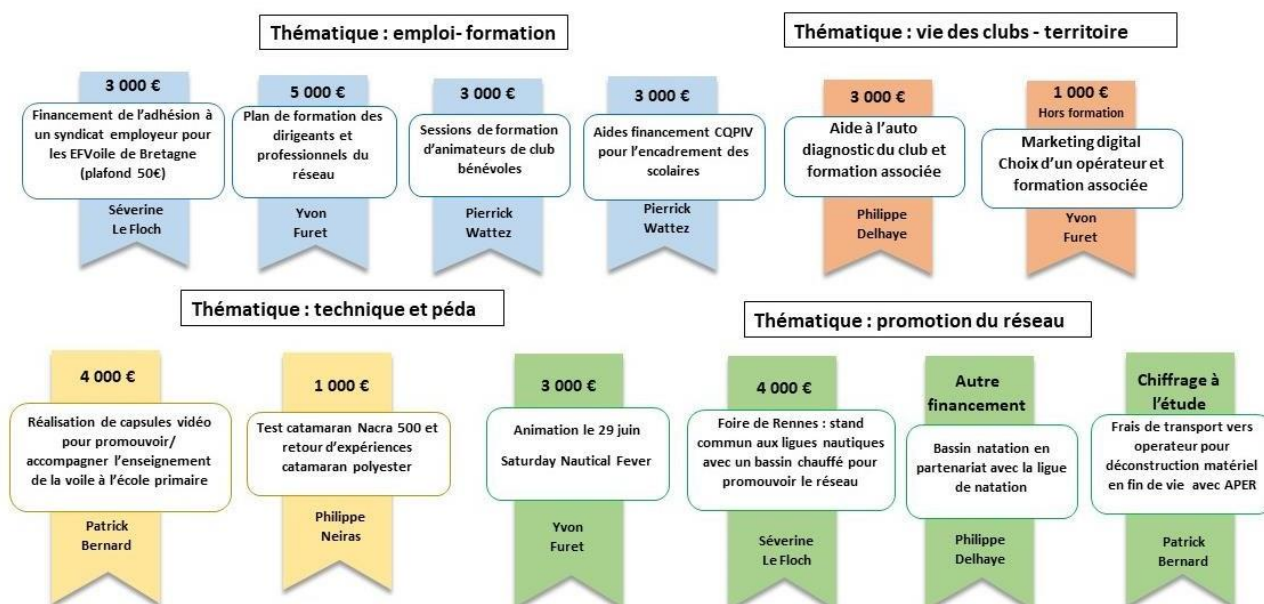 Thématique : emploi- formation
3 000 €
Financement de l’adhésion à
un syndicat employeur pour
les EFVoile de Bretagne
(plafond 50€)
Séverine
Le Floch
5 000 €
Plan de formation des
dirigeants et
professionnels du
réseau
Yvon
Furet
3 000 €
Sessions de formation
d’animateurs de club
bénévoles
Pierrick
Wattez
3 000 €
Aides financement CQPIV
pour l’encadrement des
scolaires
Pierrick
Wattez
Thématique : vie des clubs - territoire
3 000 €
Aide à l’auto
diagnostic du club et
formation associée
Philippe
Delhaye
1 000 €
Hors formation
Marketing digital
Choix d’un opérateur et
formation associée
Yvon
Furet
Thématique : technique et péda
4 000 €
Réalisation de capsules vidéo
pour promouvoir/
accompagner l’enseignement
de la voile à l’école primaire
Patrick
Bernard
1 000 €
Test catamaran Nacra 500 et
retour d’expériences
catamaran polyester
Philippe
Neiras
Thématique : promotion du réseau
3 000 €
Animation le 29 juin
Saturday Nautical Fever
Yvon
Furet
4 000 €
Foire de Rennes : stand
commun aux ligues nautiques
avec un bassin chauffé pour
promouvoir le réseau
Séverine
Le Floch
Autre
financement
Bassin natation en
partenariat avec la ligue
de natation
Philippe
Delhaye
Chiffrage à
l’étude
Frais de transport vers
operateur pour
déconstruction matériel
en fin de vie avec APER
Patrick
Bernard